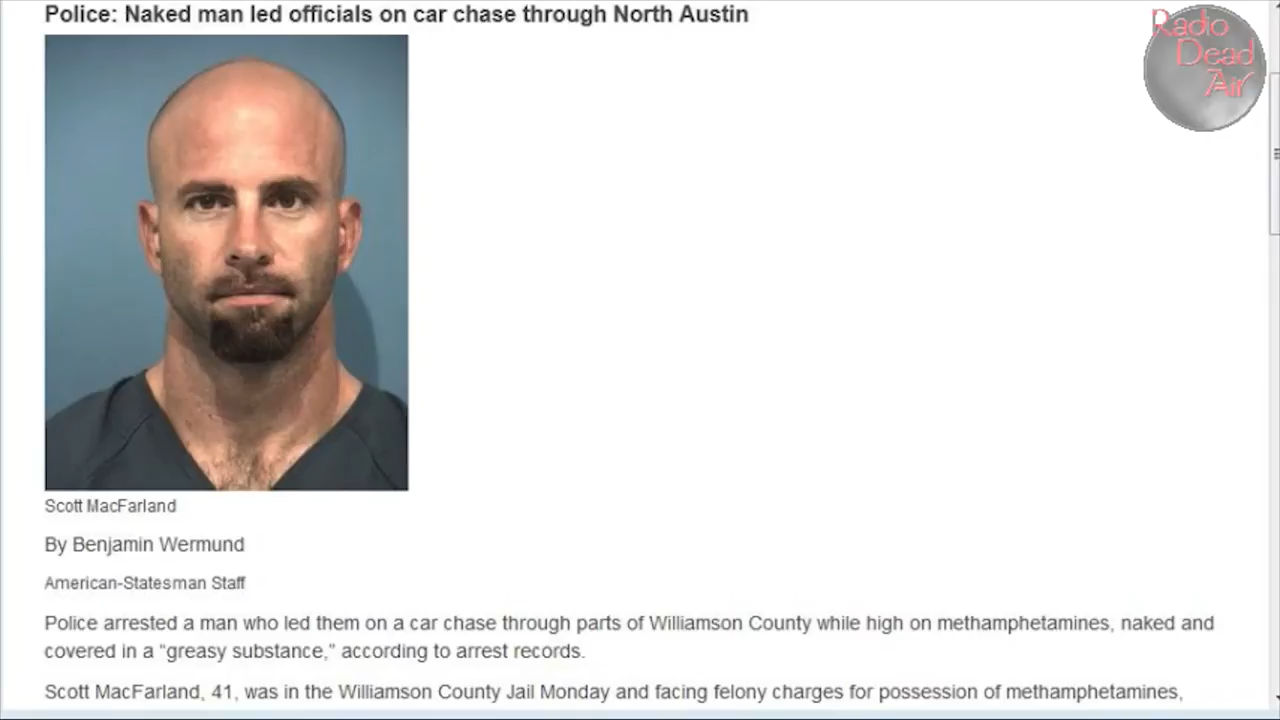 Police: Naked man led officials on car chase through North Austin
Radio
Dead
Air
Scott MacFarland
By Benjamin Wermund
American-Statesman Staff
Police arrested a man who led them on a car chase through parts of Williamson County while high on methamphetamines, naked and
covered in a “greasy substance,” according to arrest records.
Scott MacFarland, 41, was in the Williamson County Jail Monday and facing felony charges for possession of methamphetamines,